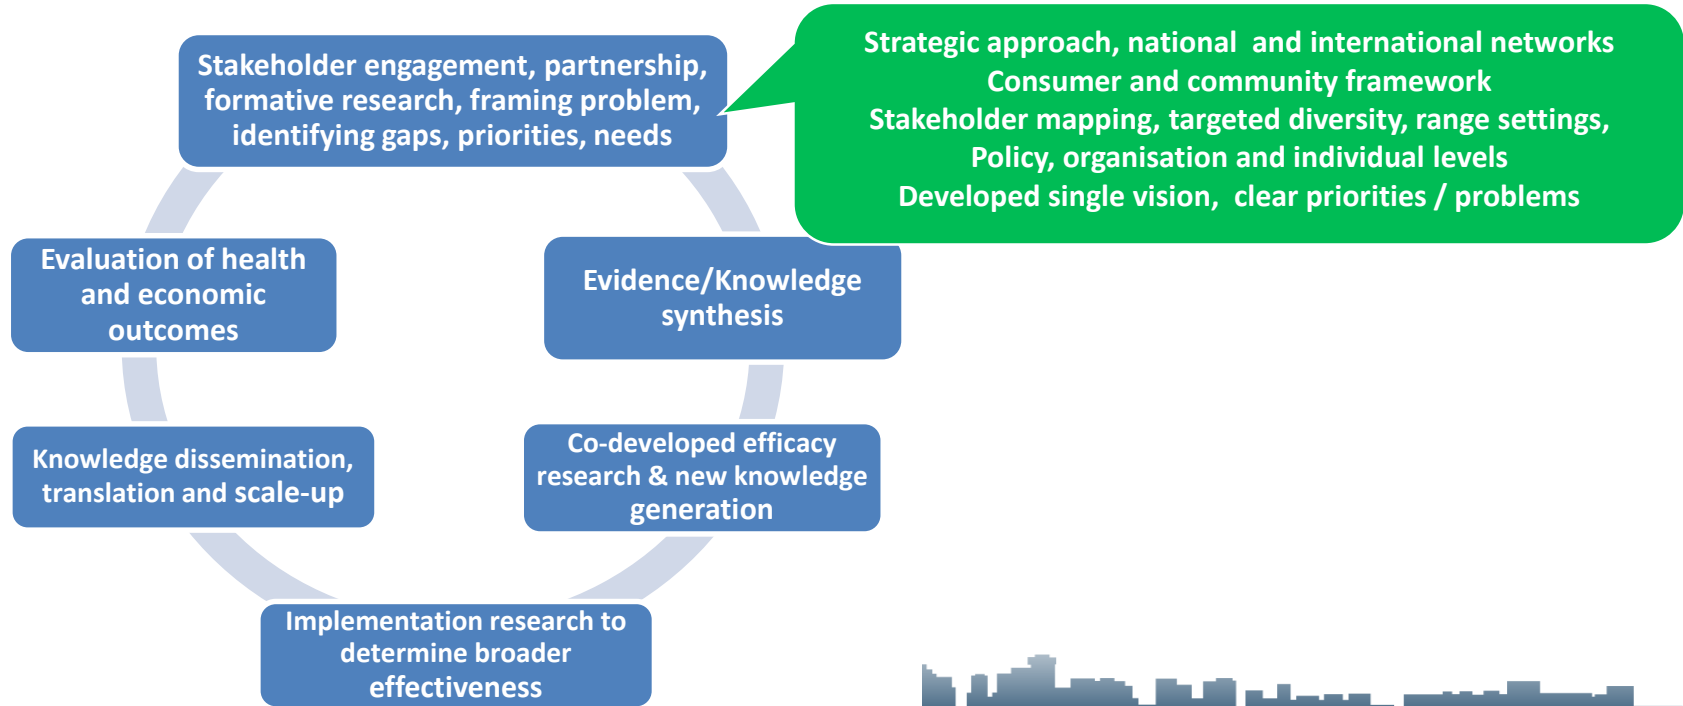 Stakeholder engagement, partnership,
formative research, framing problem,
identifying gaps, priorities, needs
Strategic approach, national and international networks
Consumer and community framework
Stakeholder mapping, targeted diversity, range settings,
Policy, organisation and individual levels
Developed single vision, clear priorities / problems
Evidence/Knowledge
synthesis
Co-developed efficacy
research & new knowledge
generation
Implementation research to
determine broader
effectiveness
Knowledge dissemination,
translation and scale-up
Evaluation of health
and economic
outcomes